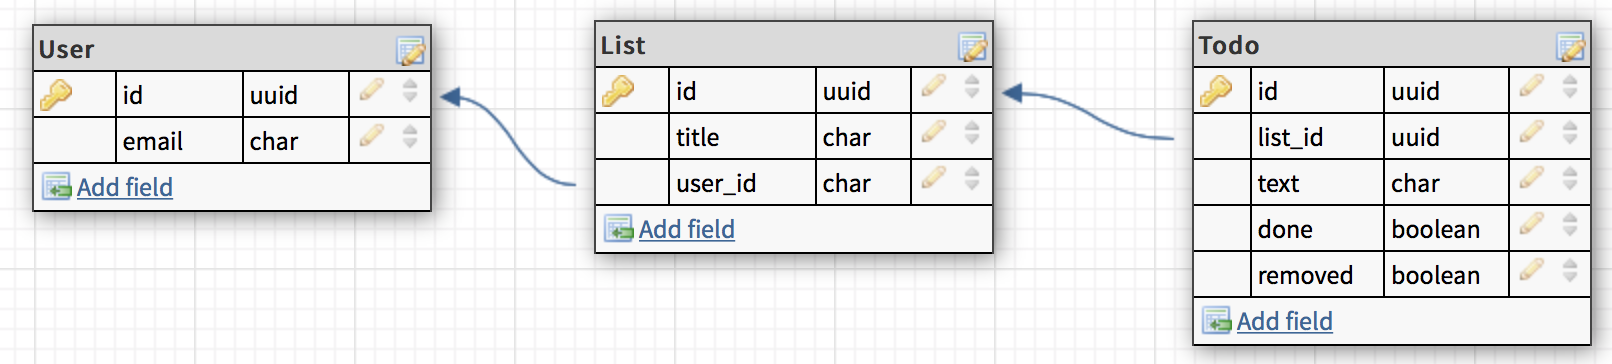 User
id uuid
email char
Add field
List
id uuid
title char
user_id char
Add field
Todo
id uuid
list_id uuid
text char
done boolean
removed boolean
Add field